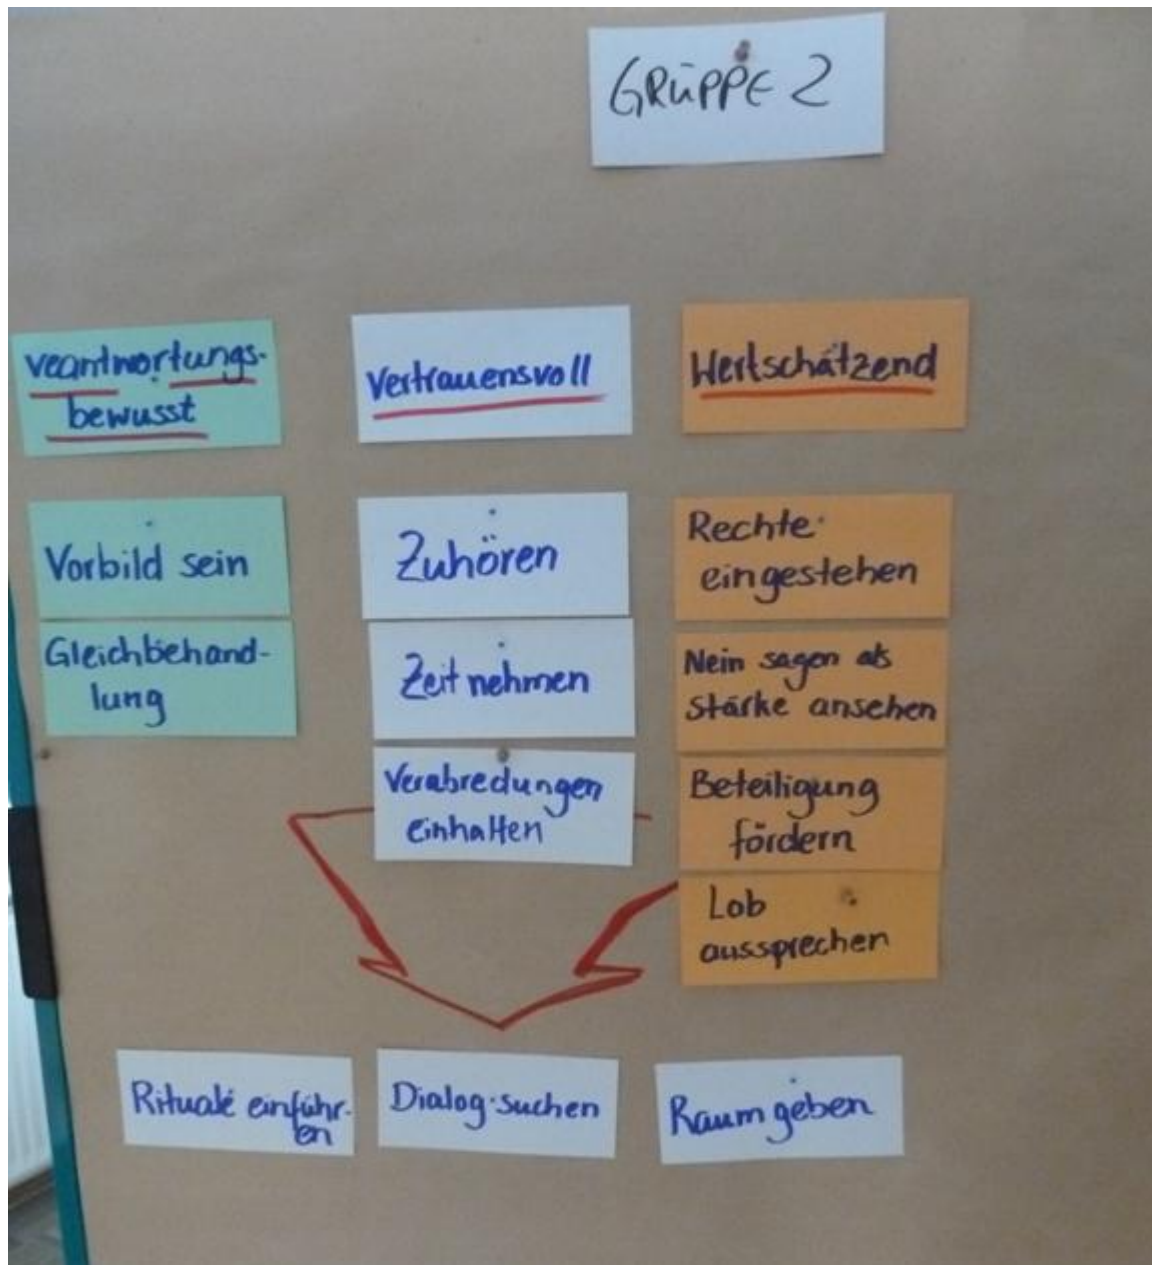 GRUPPE 2
veantwortungs-
bewusst
Vorbild sein
Gleichbehand-
lung
Vertrauensvoll
Zuhören
Zeit nehmen
Verabredungen
einhalten
Wertschätzend
Rechte
eingestehen
Nein sagen als
stärke ansehen
Beteiligung
fördern
Lob
aussprechen
Rituale einführ-
en
Dialog suchen
Raum geben